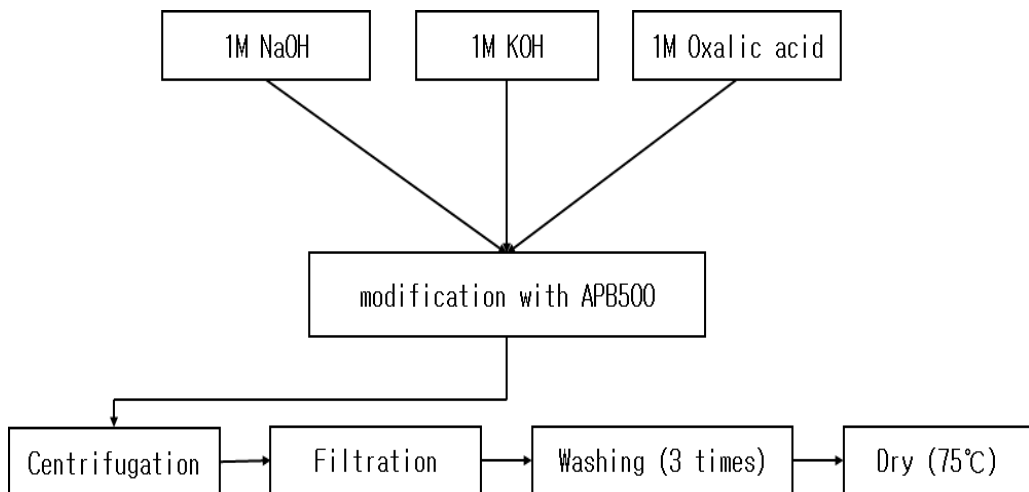 1M NaOH
1M KOH
1M Oxalic acid
modification with APB500
Centrifugation
Filtration
Washing (3 times)
Dry (75℃)